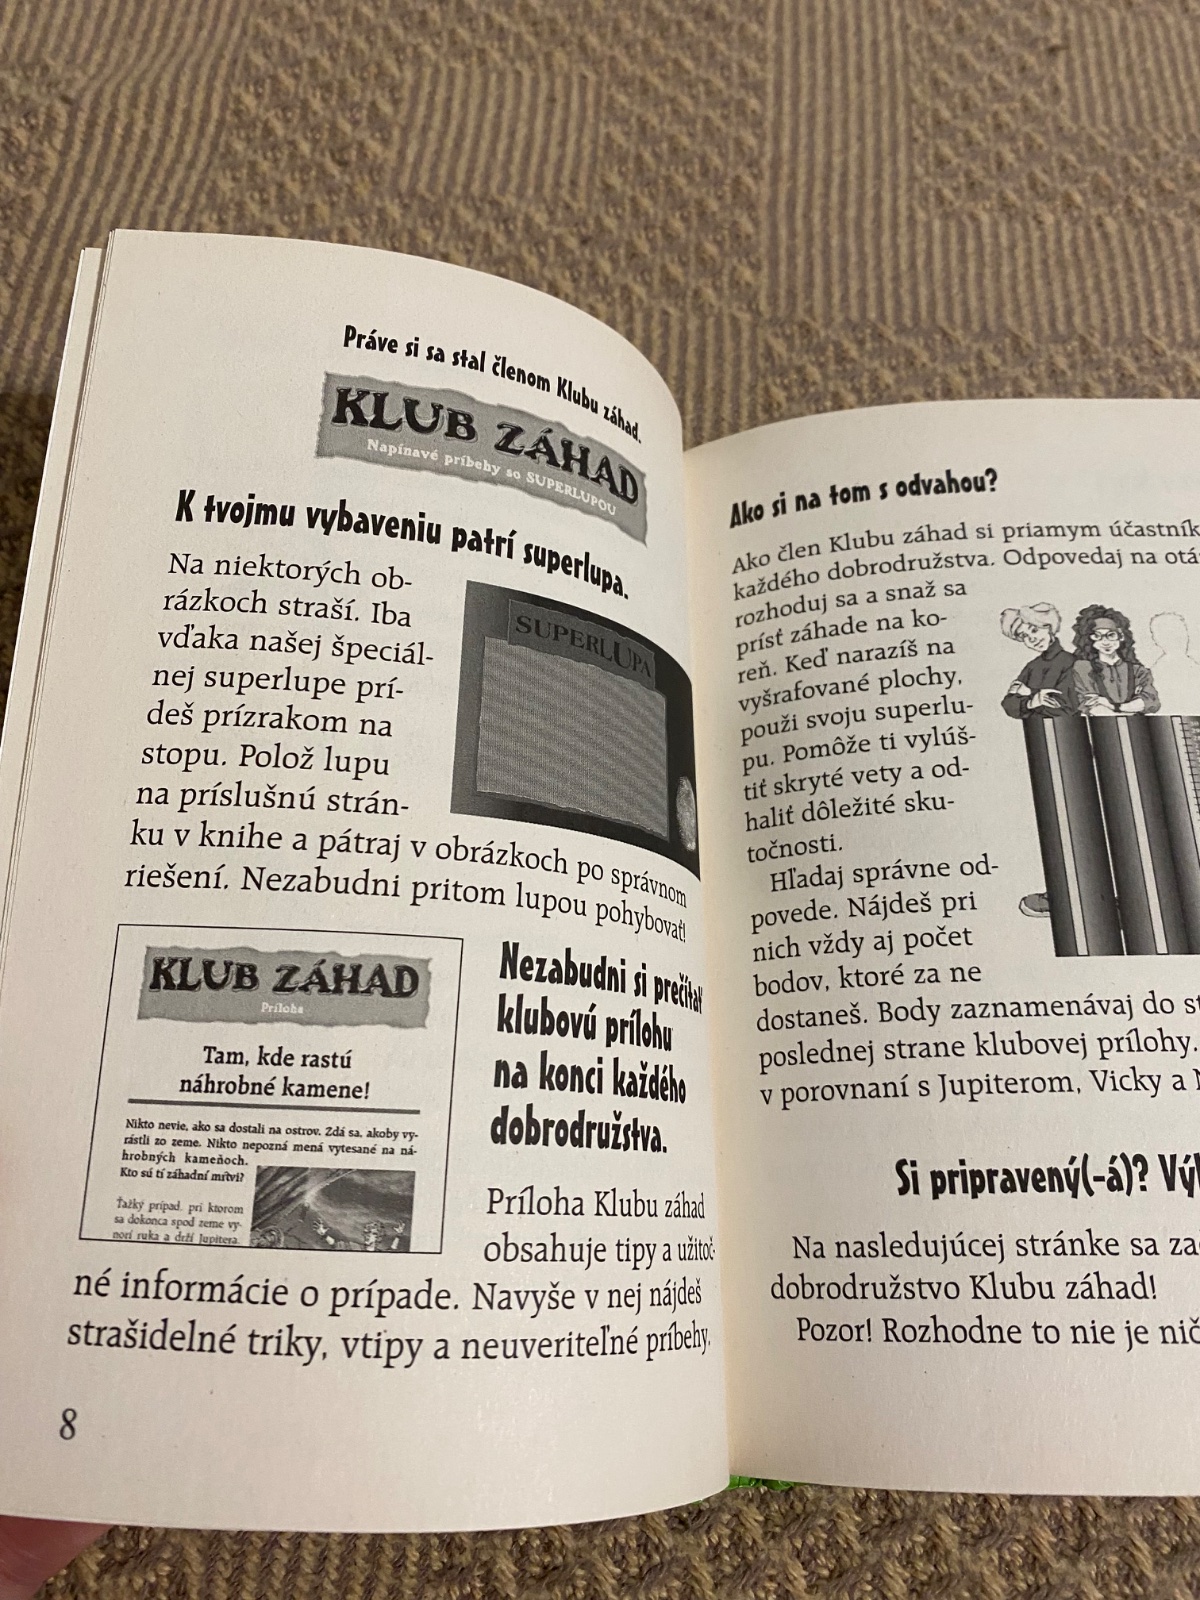 Práve si sa stal členom Klubu záhad.
KLUB ZÁHAD
Napínavé príbehy so SUPERLUPOU
K tvojmu vybaveniu patrí superlupa.
Na niektorých ob-
rázkoch straší. Iba
vďaka našej špeciál-
nej superlupe prí-
deš prízrakom na
stopu. Polož lupu
na príslušnú strán-
ku v knihe a pátraj v obrázkoch po správnom
riešení. Nezabudni pritom lupou pohybovať!
SUPERLUPA
KLUB ZÁHAD
Príloha
Tam, kde rastú
náhrobné kamene!
Nikto nevie, ako sa dostali na ostrov. Zdá sa, akoby vy-
rástli zo zeme. Nikto nepozná mená vytesané na ná-
hrobných kameňoch.
Kto sú tí záhadní mŕtvi?
Ťažký prípad, pri ktorom
sa dokonca spod zeme vy-
norí ruka a drží Jupitera.
Nezabudni si prečítať
klubovú prílohu
na konci každého
dobrodružstva.
Príloha Klubu záhad
obsahuje tipy a užitoč-
né informácie o prípade. Navyše v nej nájdeš
strašidelné triky, vtipy a neuveriteľné príbehy.
8
Ako si na tom s odvahou?
Ako člen Klubu záhad si priamym účastník
každého dobrodružstva. Odpovedaj na otá
rozhoduj sa a snaž sa
prísť záhade na ko-
reň. Keď narazíš na
vyšrafované plochy,
použi svoju superlu-
pu. Pomôže ti vylúš-
tiť skryté vety a od-
haliť dôležité sku-
točnosti.
Hľadaj správne od-
povede. Nájdeš pri
nich vždy aj počet
bodov, ktoré za ne
dostaneš. Body zaznamenávaj do st
poslednej strane klubovej prílohy.
v porovnaní s Jupiterom, Vicky a
Si pripravený(-á)? Vý
Na nasledujúcej stránke sa za
dobrodružstvo Klubu záhad!
Pozor! Rozhodne to nie je nič